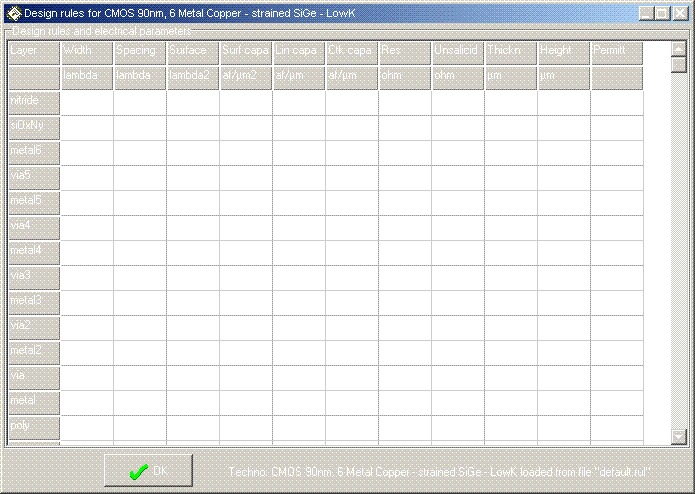 Design rules for CMOS 90nm, 6 Metal Copper - strained SiGe - LowK
Design rules and electrical parameters
Layer Width Spacing Surface Surf capa Lin capa Ctk capa Res Unsalicid Thickn Height Permitt
lambda lambda lambda2 af/µm2 af/µm af/µm ohm ohm µm µm
nitride
siOxNy
metal6
via5
metal5
via4
metal4
via3
metal3
via2
metal2
via
metal
poly
OK
Techno: CMOS 90nm, 6 Metal Copper - strained SiGe - LowK loaded from file "default.rul"